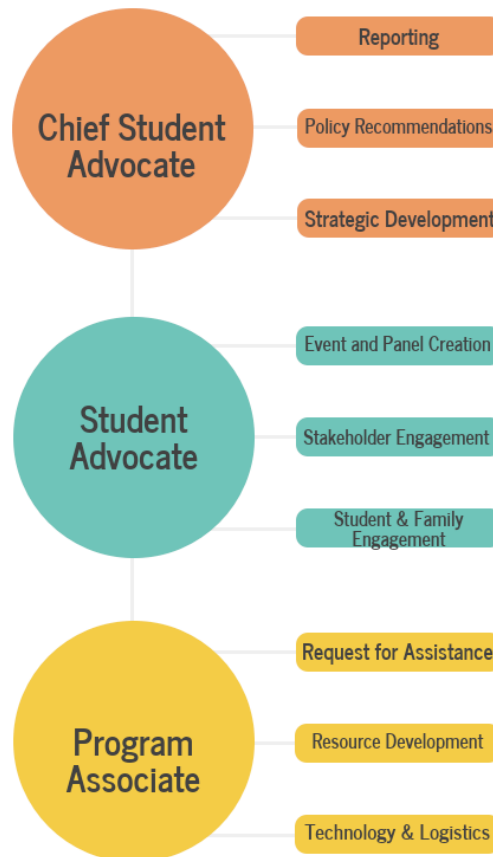 Reporting
Chief Student
Advocate
Policy Recommendations
Strategic Development
Event and Panel Creation
Student
Advocate
Stakeholder Engagement
Student & Family
Engagement
Request for Assistance
Program
Associate
Resource Development
Technology & Logistics